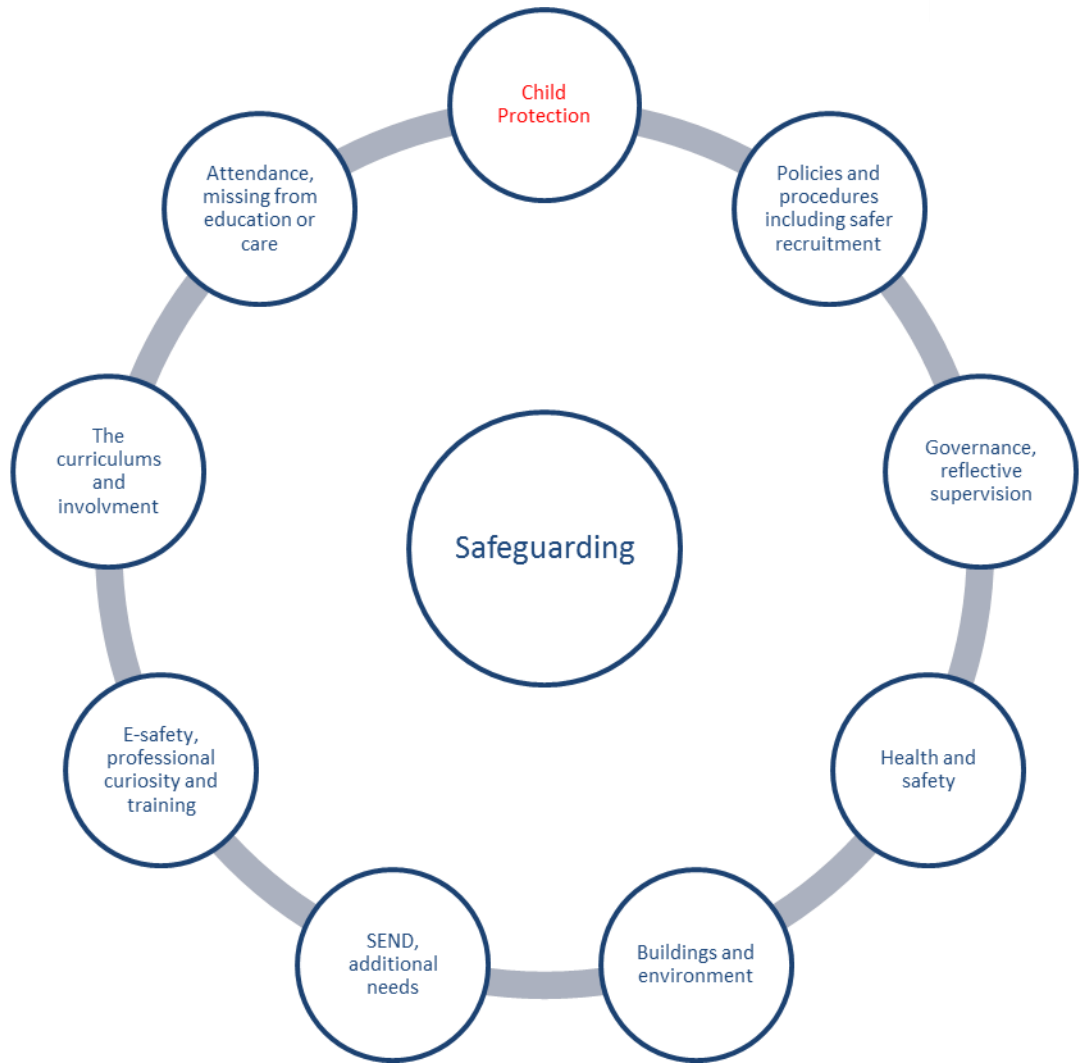 Child
Protection
Policies and
procedures
including safer
recruitment
Governance,
reflective
supervision
Health and
safety
Buildings and
environment
SEND,
additional
needs
E-safety,
professional
curiosity and
training
The
curriculums
and
involvment
Attendance,
missing from
education or
care
Safeguarding